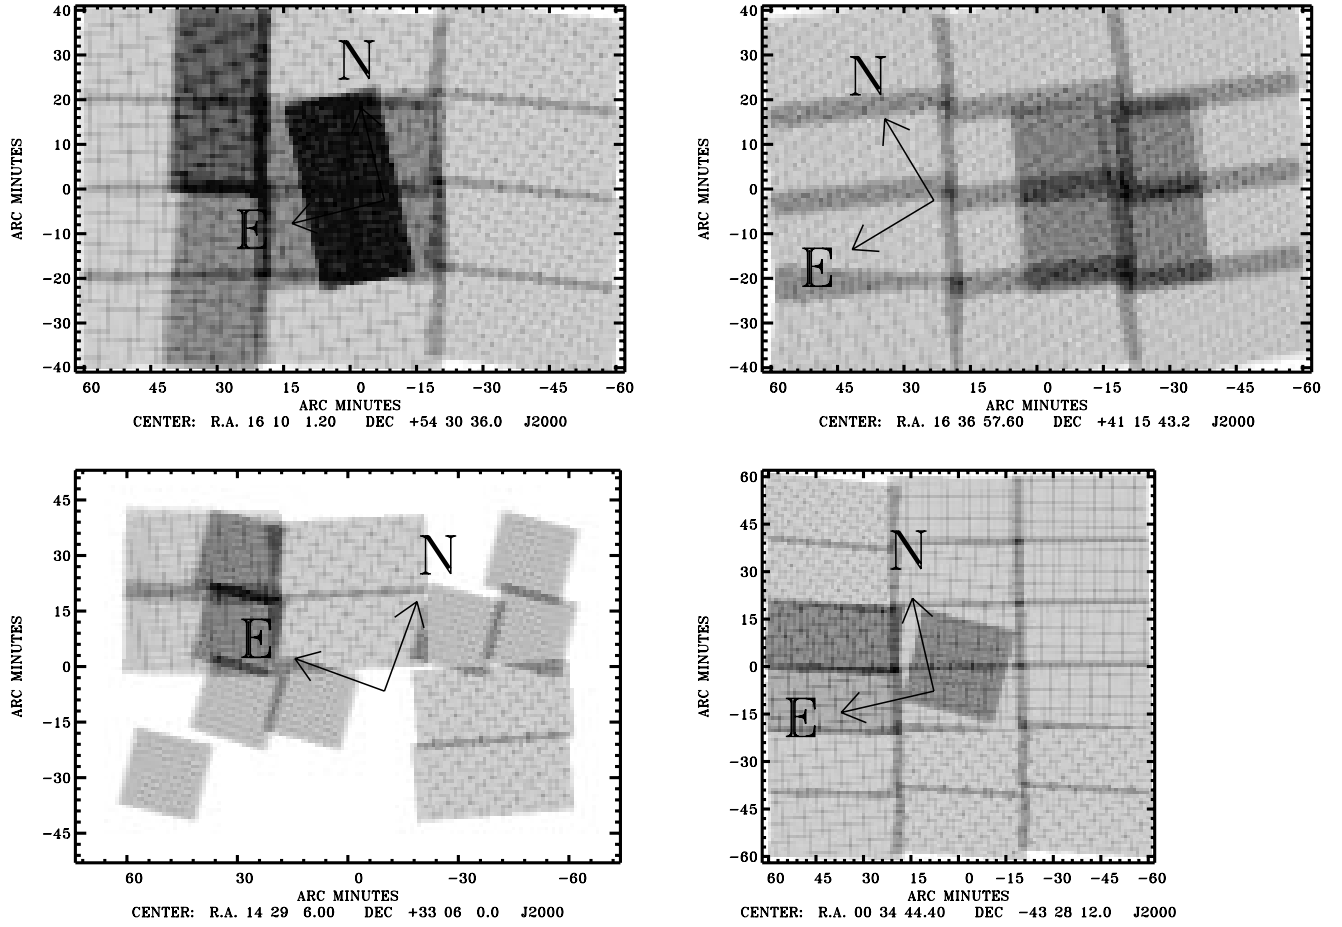 40
30
20
10
0
−10
−20
−30
−40
ARC MINUTES
N
E
60 45 30 15 0 −15 −30 −45 −60
ARC MINUTES
CENTER: R.A. 16 10 1.20 DEC +54 30 36.0 J2000
40
30
20
10
0
−10
−20
−30
−40
ARC MINUTES
N
E
60 45 30 15 0 −15 −30 −45 −60
ARC MINUTES
CENTER: R.A. 16 36 57.60 DEC +41 15 43.2 J2000
45
30
15
0
−15
−30
−45
ARC MINUTES
N
E
60 30 0 −30 −60
ARC MINUTES
CENTER: R.A. 14 29 6.00 DEC +33 06 0.0 J2000
60
45
30
15
0
−15
−30
−45
−60
ARC MINUTES
N
E
60 45 30 15 0 −15 −30 −45 −60
ARC MINUTES
CENTER: R.A. 00 34 44.40 DEC −43 28 12.0 J2000